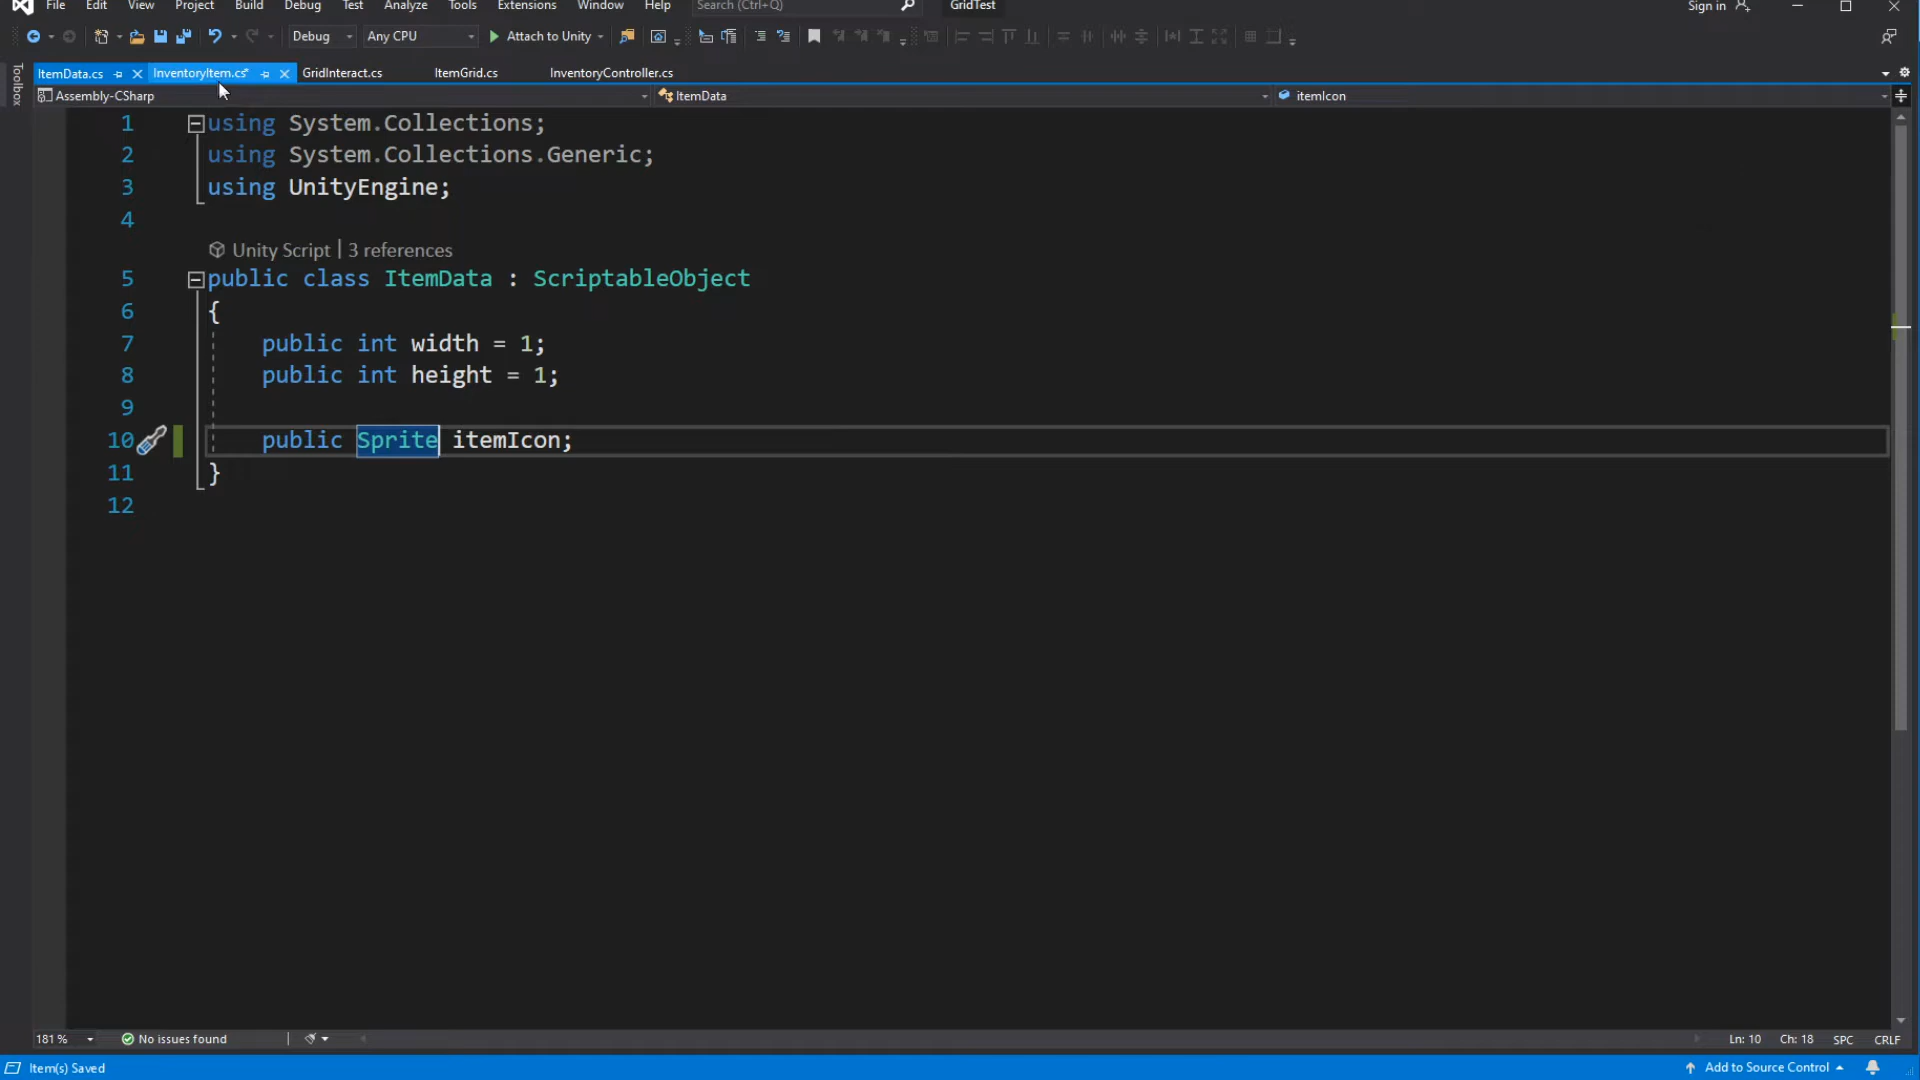 File Edit View Project Build Debug Test Analyze Tools Extensions Window Help Search (Ctrl+Q) GridTest Sign in
Debug Any CPU Attach to Unity
ItemData.cs InventoryItem.cs* GridInteract.cs ItemGrid.cs InventoryController.cs
Toolbox
Assembly-CSharp ItemData itemIcon
1 using System.Collections;
2 using System.Collections.Generic;
3 using UnityEngine;
4
Unity Script | 3 references
5 public class ItemData : ScriptableObject
6 {
7 public int width = 1;
8 public int height = 1;
9
10 public Sprite itemIcon;
11 }
12
181 % No issues found Ln: 10 Ch: 18 SPC CRLF
Item(s) Saved Add to Source Control